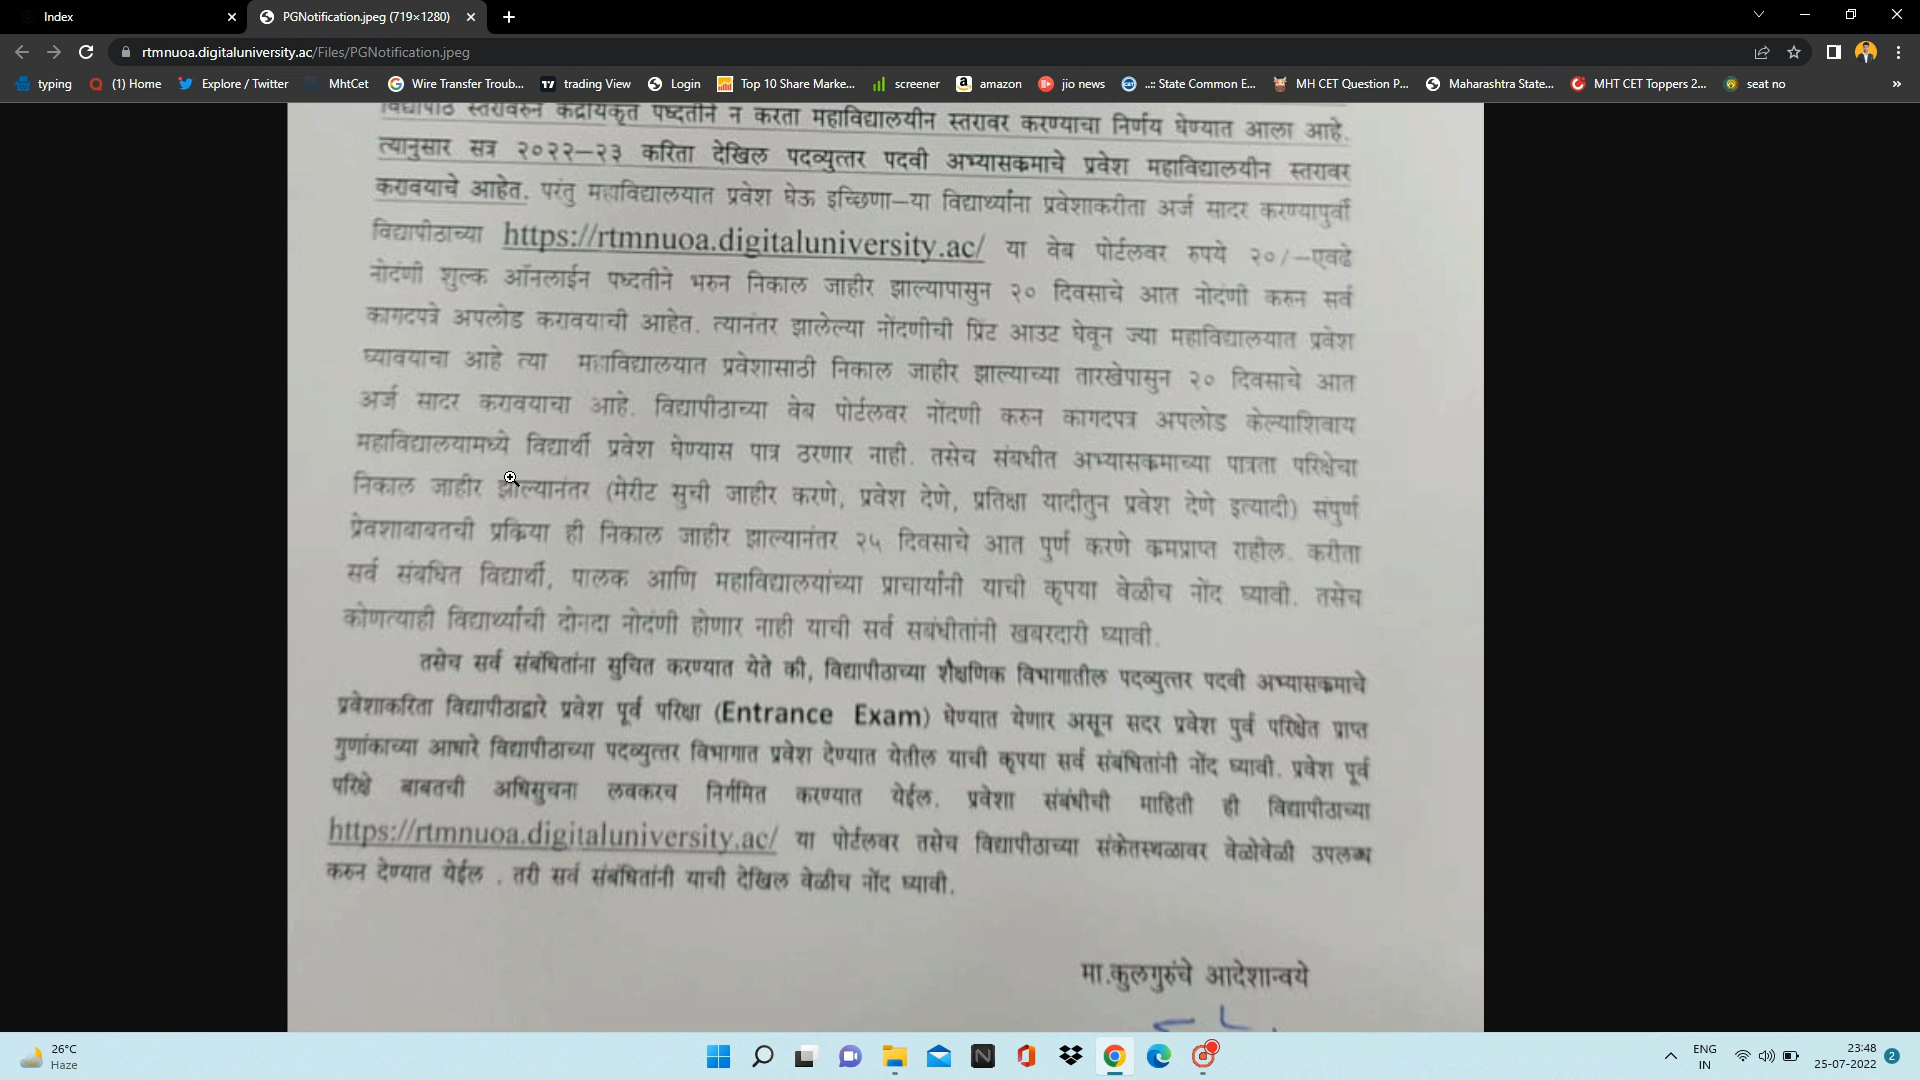 Index
PGNotification.jpeg (719×1280)
rtmnuoa.digitaluniversity.ac/Files/PGNotification.jpeg
typing
(1) Home
Explore / Twitter
MhtCet
Wire Transfer Troub...
trading View
Login
Top 10 Share Marke...
screener
amazon
jio news
..:: State Common E...
MH CET Question P...
Maharashtra State...
MHT CET Toppers 2...
seat no
»
विद्यापीठ स्तरावरुन केंद्रीयकृत पध्दतीने न करता महाविद्यालयीन स्तरावर करण्याचा निर्णय घेण्यात आला आहे.
त्यानुसार सत्र २०२२–२३ करिता देखिल पदव्युत्तर पदवी अभ्यासक्रमाचे प्रवेश महाविद्यालयीन स्तरावर
करावयाचे आहेत. परंतु महाविद्यालयात प्रवेश घेऊ इच्छिणा–या विद्यार्थ्यांना प्रवेशाकरीता अर्ज सादर करण्यापुर्वी
विद्यापीठाच्या https://rtmnuoa.digitaluniversity.ac/ या वेब पोर्टलवर रुपये २०/–एवढे
नोदंणी शुल्क ऑनलाईन पध्दतीने भरुन निकाल जाहीर झाल्यापासुन २० दिवसाचे आत नोदंणी करुन सर्व
कागदपत्रे अपलोड करावयाची आहेत. त्यानंतर झालेल्या नोंदणीची प्रिंट आउट घेवून ज्या महाविद्यालयात प्रवेश
घ्यावयाचा आहे त्या महाविद्यालयात प्रवेशासाठी निकाल जाहीर झाल्याच्या तारखेपासुन २० दिवसाचे आत
अर्ज सादर करावयाचा आहे. विद्यापीठाच्या वेब पोर्टलवर नोंदणी करुन कागदपत्र अपलोड केल्याशिवाय
महाविद्यालयामध्ये विद्यार्थी प्रवेश घेण्यास पात्र ठरणार नाही. तसेच संबधीत अभ्यासक्रमाच्या पात्रता परिक्षेचा
निकाल जाहीर झाल्यानंतर (मेरीट सुची जाहीर करणे, प्रवेश देणे, प्रतिक्षा यादीतुन प्रवेश देणे इत्यादी) संपुर्ण
प्रेवशाबाबतची प्रक्रिया ही निकाल जाहीर झाल्यानंतर २५ दिवसाचे आत पुर्ण करणे क्रमप्राप्त राहील. करीता
सर्व संबधित विद्यार्थी, पालक आणि महाविद्यालयांच्या प्राचार्यांनी याची कृपया वेळीच नोंद घ्यावी. तसेच
कोणत्याही विद्यार्थ्यांची दोनदा नोदंणी होणार नाही याची सर्व सबंधीतांनी खबरदारी घ्यावी.
तसेच सर्व संबंधितांना सुचित करण्यात येते की, विद्यापीठाच्या शैक्षणिक विभागातील पदव्युत्तर पदवी अभ्यासक्रमाचे
प्रवेशाकरिता विद्यापीठाद्वारे प्रवेश पूर्व परिक्षा (Entrance Exam) घेण्यात येणार असून सदर प्रवेश पुर्व परिक्षेत प्राप्त
गुणांकाच्या आधारे विद्यापीठाच्या पदव्युत्तर विभागात प्रवेश देण्यात येतील याची कृपया सर्व संबंधितांनी नोंद घ्यावी. प्रवेश पूर्व
परिक्षे बाबतची अधिसुचना लवकरच निर्गमित करण्यात येईल. प्रवेशा संबंधीची माहिती ही विद्यापीठाच्या
https://rtmnuoa.digitaluniversity.ac/ या पोर्टलवर तसेच विद्यापीठाच्या संकेतस्थळावर वेळोवेळी उपलब्ध
करुन देण्यात येईल . तरी सर्व संबंधितांनी याची देखिल वेळीच नोंद घ्यावी.
मा.कुलगुरुंचे आदेशान्वये
26°C
Haze
ENG
IN
23:48
25-07-2022
2